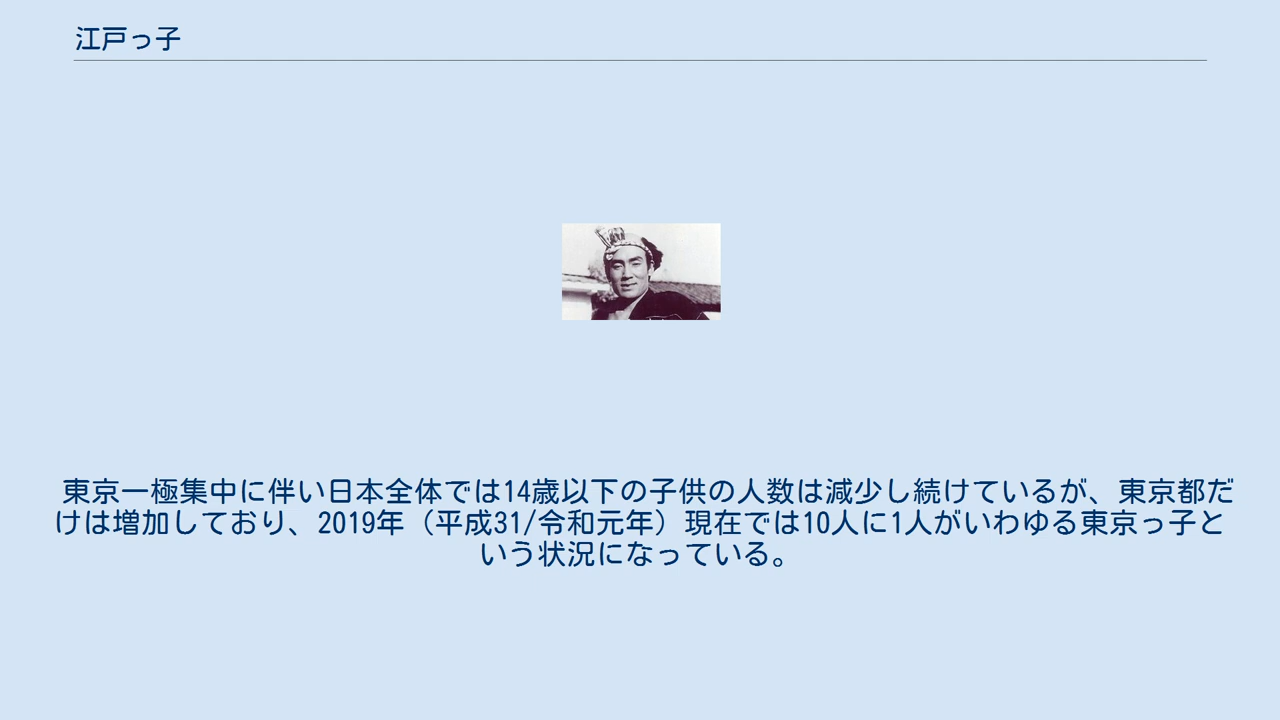 江戸っ子
東京一極集中に伴い日本全体では14歳以下の子供の人数は減少し続けているが、東京都だ
けは増加しており、2019年（平成31/令和元年）現在では10人に1人がいわゆる東京っ子と
いう状況になっている。